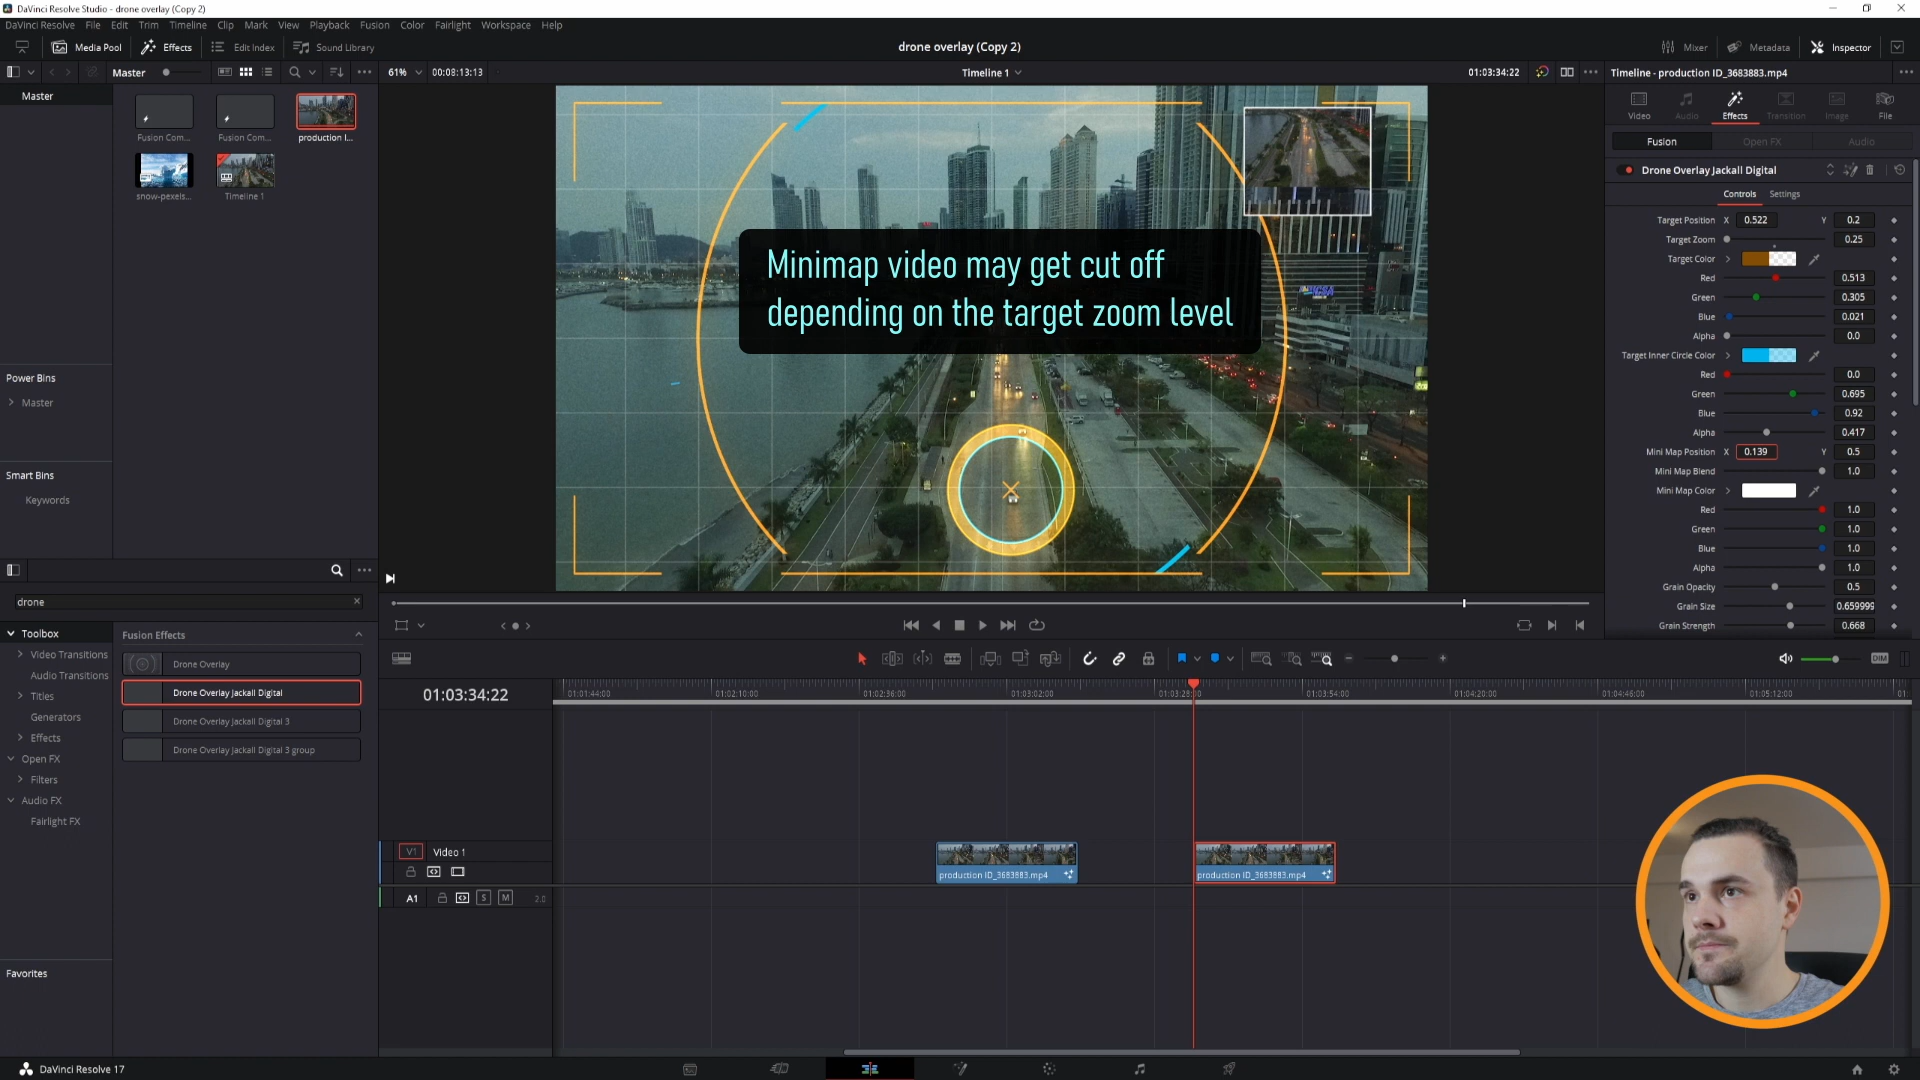 DaVinci Resolve Studio - drone overlay (Copy 2)
DaVinci Resolve File Edit Trim Timeline Clip Mark View Playback Fusion Color Fairlight Workspace Help
Media Pool Effects Edit Index Sound Library drone overlay (Copy 2) Mixer Metadata Inspector
Master 61% 00:08:13:13 Timeline 1 01:03:34:22 Timeline - production ID_3683883.mp4
Master
Fusion Com... Fusion Com... production I...
snow-pexels... Timeline 1
Power Bins
Master
Smart Bins
Keywords
Minimap video may get cut off
depending on the target zoom level
Video Audio Effects Transition Image File
Fusion Open FX Audio
Drone Overlay Jackall Digital
Controls Settings
Target Position X 0.522 Y 0.2
Target Zoom 0.25
Target Color
Red 0.513
Green 0.305
Blue 0.021
Alpha 0.0
Target Inner Circle Color
Red 0.0
Green 0.695
Blue 0.92
Alpha 0.417
Mini Map Position X 0.139 Y 0.5
Mini Map Blend 1.0
Mini Map Color
Red 1.0
Green 1.0
Blue 1.0
Alpha 1.0
Grain Opacity 0.5
Grain Size 0.659999
Grain Strength 0.668
drone
Toolbox
Video Transitions
Audio Transitions
Titles
Generators
Effects
Open FX
Filters
Audio FX
Fairlight FX
Favorites
Fusion Effects
Drone Overlay
Drone Overlay Jackall Digital
Drone Overlay Jackall Digital 3
Drone Overlay Jackall Digital 3 group
DIM
01:03:34:22
01:01:44:00 01:02:10:00 01:02:36:00 01:03:02:00 01:03:28:00 01:03:54:00 01:04:20:00 01:04:46:00 01:05:12:00 01:
V1 Video 1
production ID_3683883.mp4 production ID_3683883.mp4
A1 S M 2.0
DaVinci Resolve 17